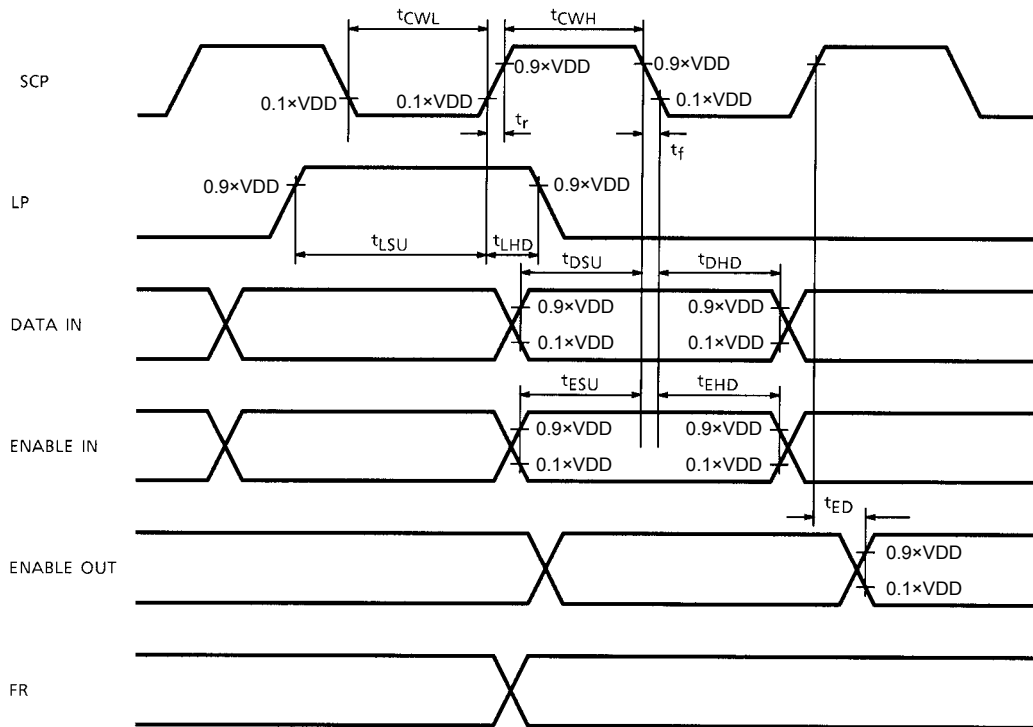 tCWL tCWH
SCP 0.9×VDD 0.9×VDD
0.1×VDD 0.1×VDD 0.1×VDD
tr
tf
LP 0.9×VDD 0.9×VDD
tLSU tLHD
tDSU tDHD
DATA IN 0.9×VDD 0.9×VDD
0.1×VDD 0.1×VDD
tESU tEHD
ENABLE IN 0.9×VDD 0.9×VDD
0.1×VDD 0.1×VDD
tED
ENABLE OUT 0.9×VDD
0.1×VDD
FR